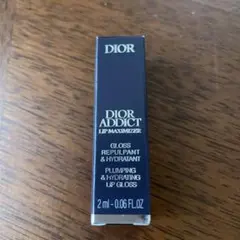 DIOR
DIOR
ADDICT
LIP MAXIMIZER
GLOSS
REPULPANT
& HYDRATANT
PLUMPING
& HYDRATING
LIP GLOSS
2 ml - 0.06 FL.OZ